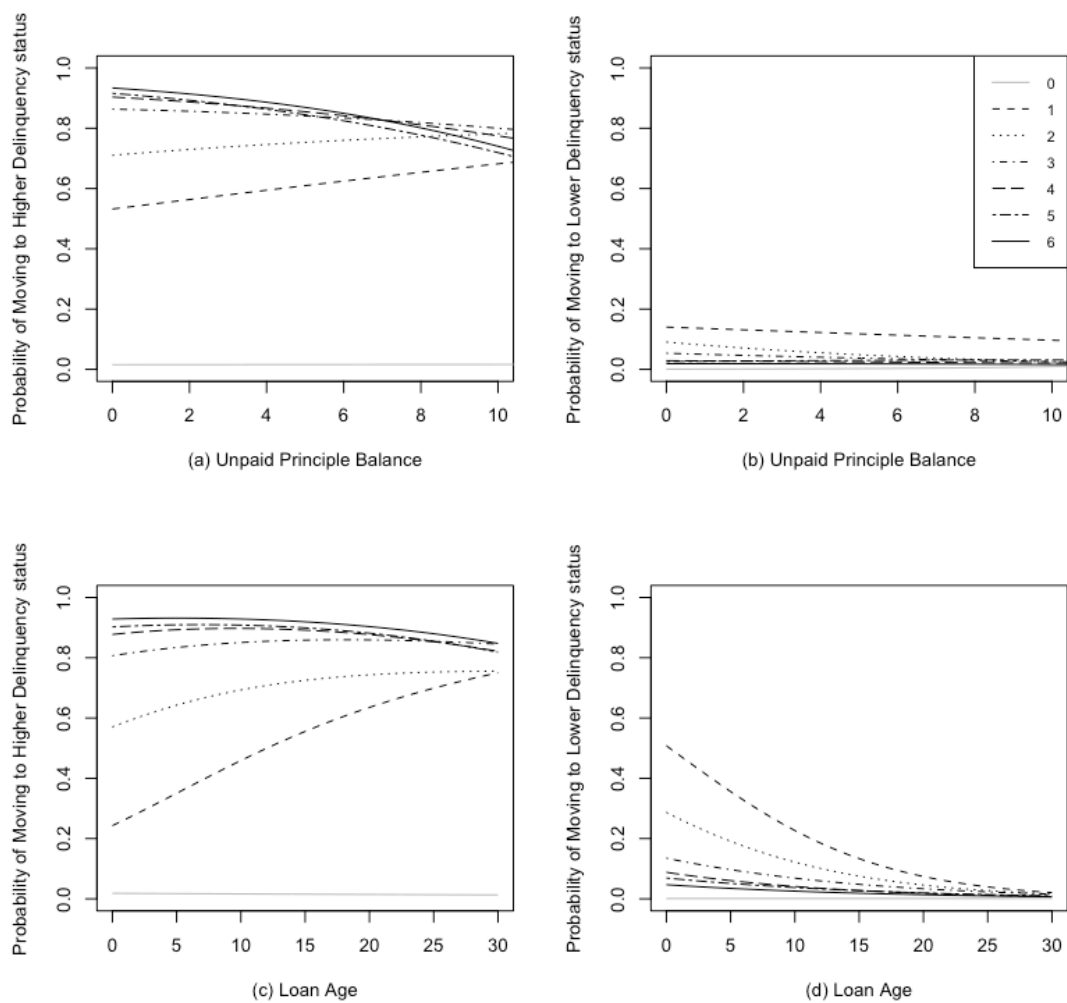 Probability of Moving to Higher Delinquency status
1.0
0.8
0.6
0.4
0.2
0.0
0 2 4 6 8 10
(a) Unpaid Principle Balance
Probability of Moving to Lower Delinquency status
1.0
0.8
0.6
0.4
0.2
0.0
0
1
2
3
4
5
6
0 2 4 6 8 10
(b) Unpaid Principle Balance
Probability of Moving to Higher Delinquency status
1.0
0.8
0.6
0.4
0.2
0.0
0 5 10 15 20 25 30
(c) Loan Age
Probability of Moving to Lower Delinquency status
1.0
0.8
0.6
0.4
0.2
0.0
0 5 10 15 20 25 30
(d) Loan Age